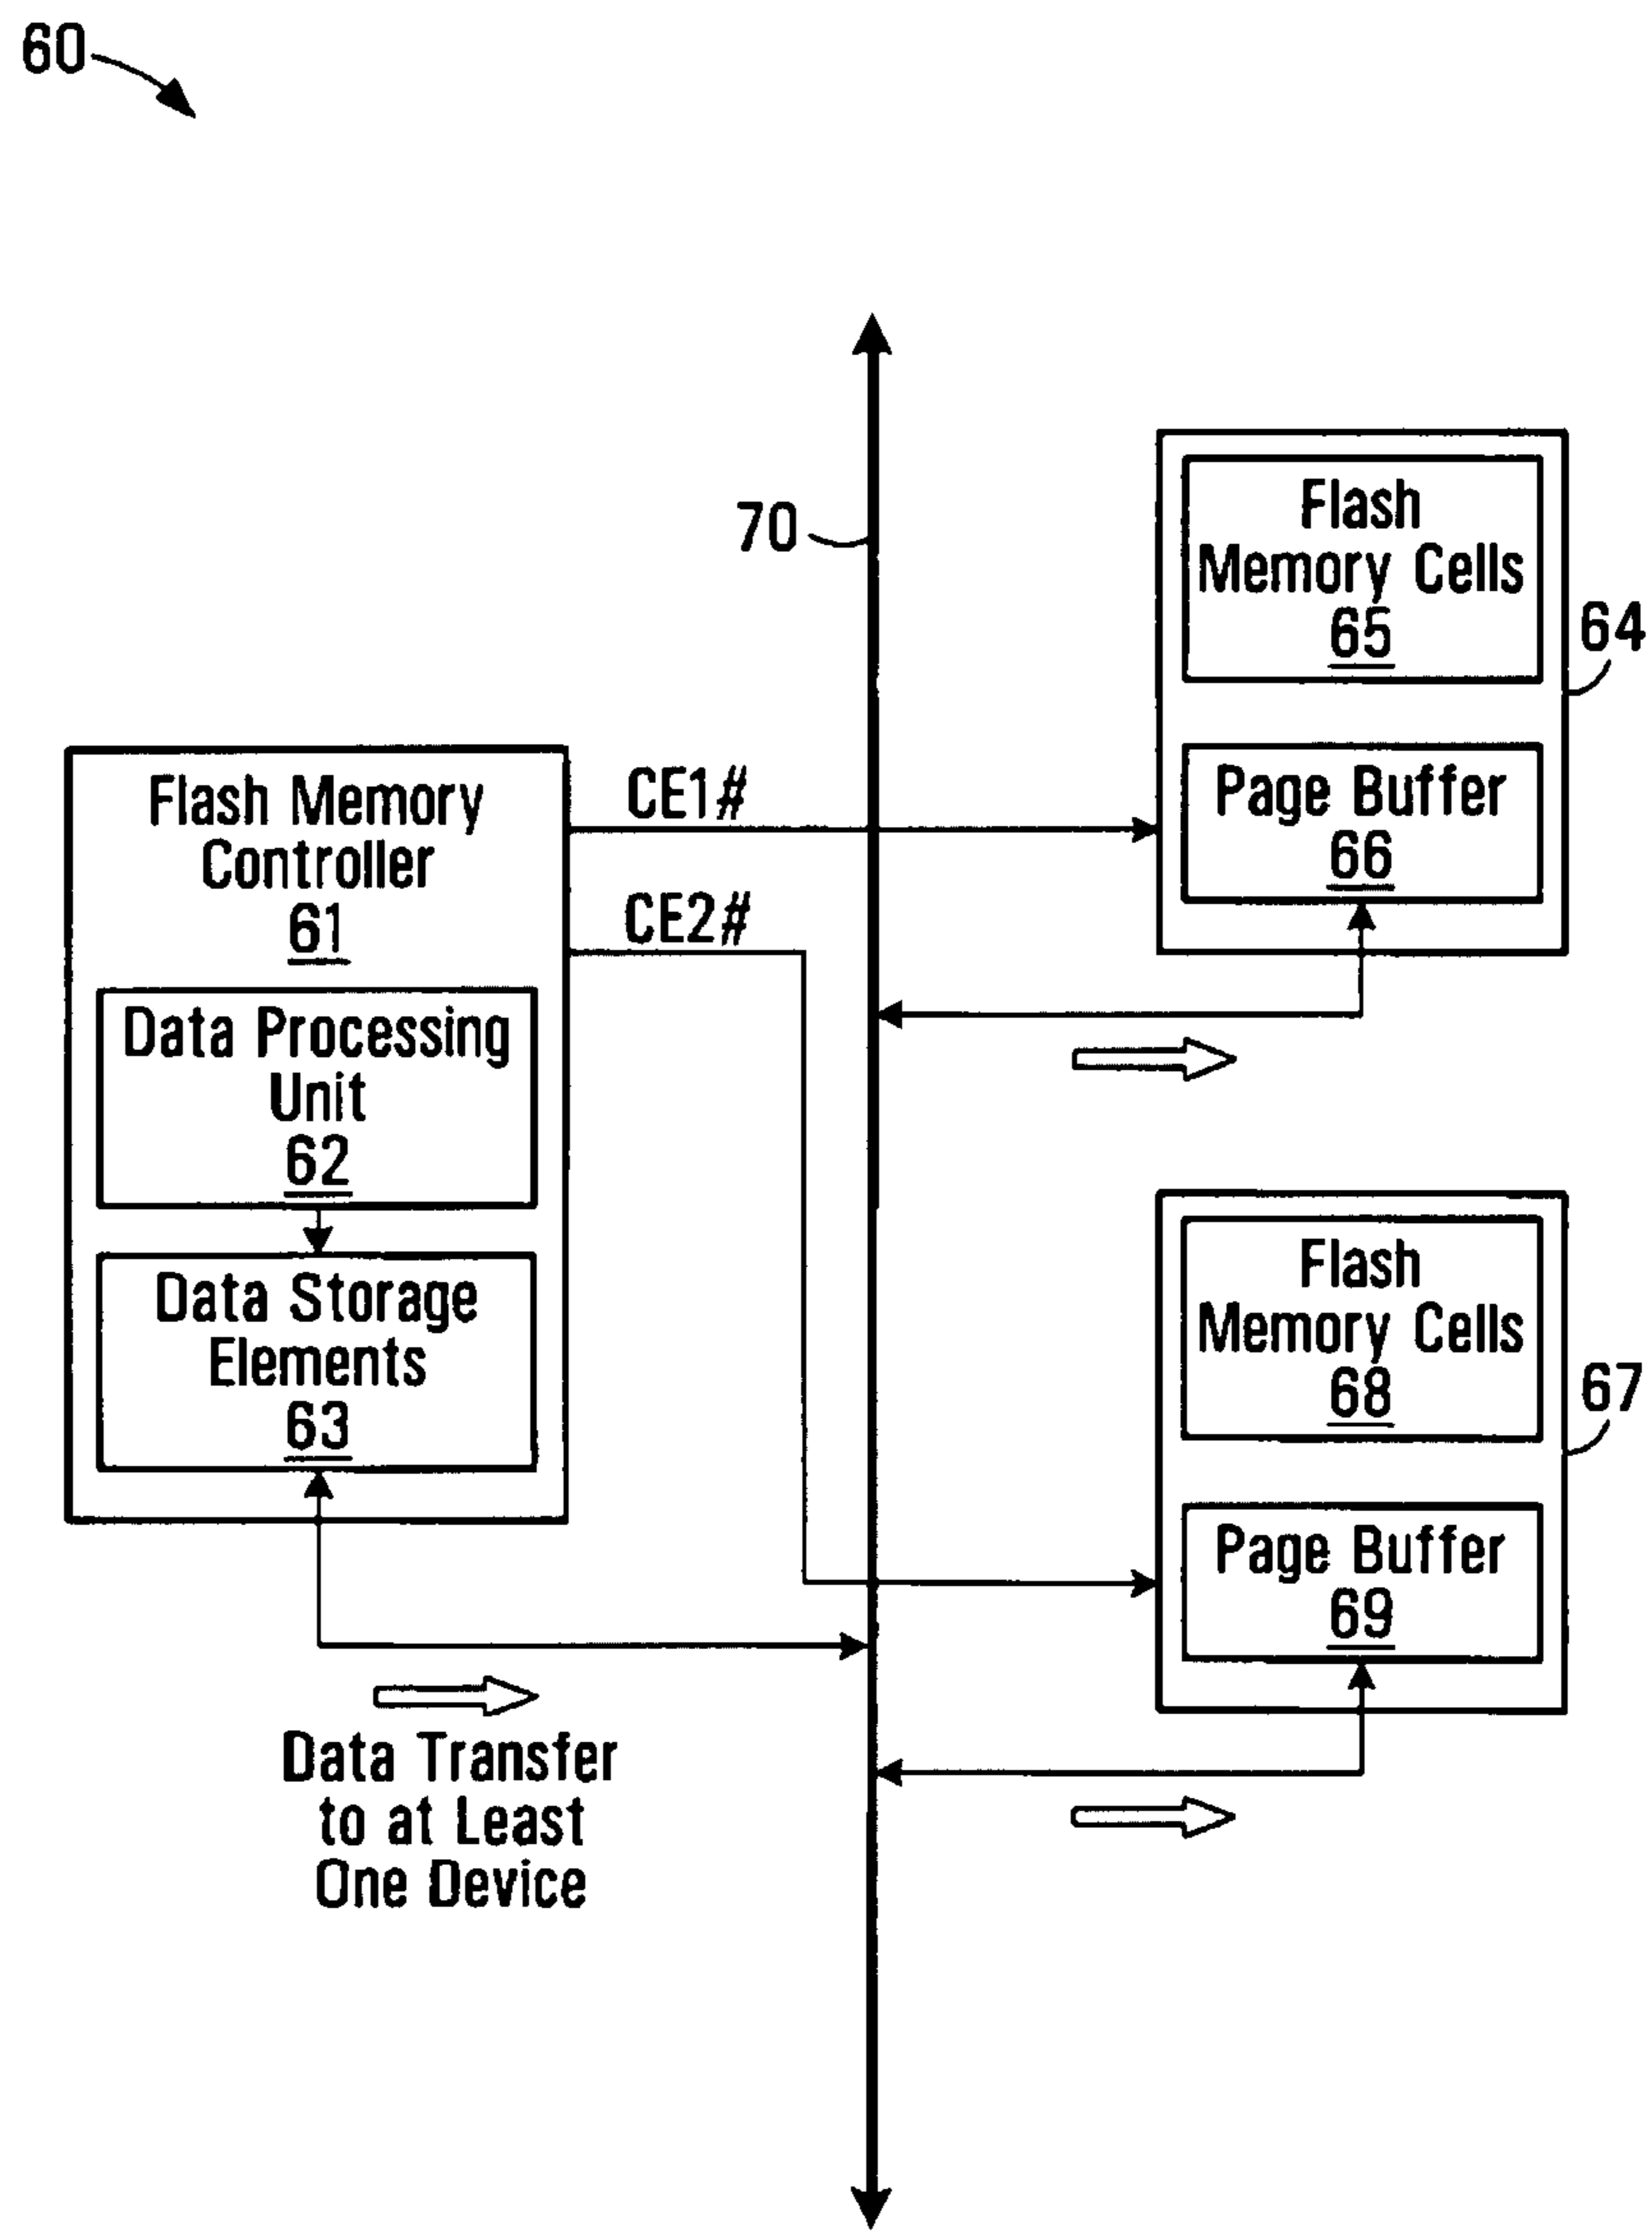 60
70
Flash
Memory Cells
65
64
Page Buffer
66
CE1#
CE2#
Flash Memory
Controller
61
Data Processing
Unit
62
Data Storage
Elements
63
Flash
Memory Cells
68
67
Page Buffer
69
Data Transfer
to at Least
One Device